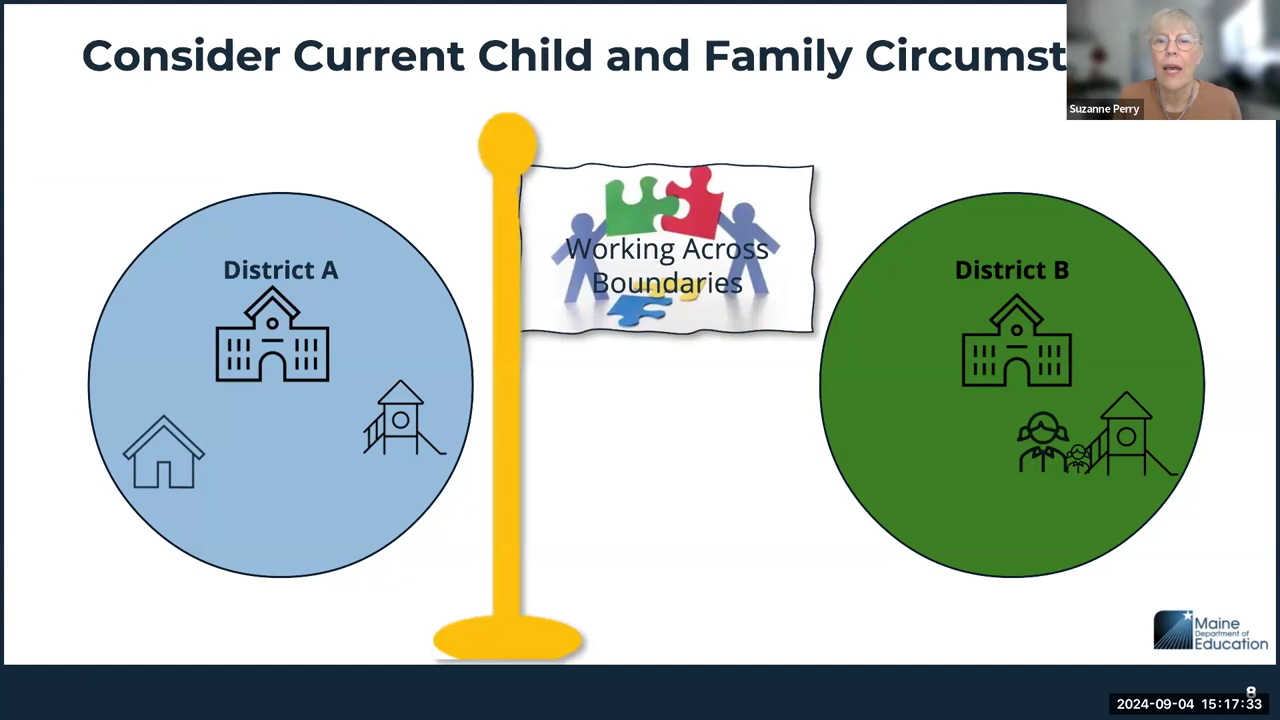 Consider Current Child and Family Circumst
Suzanne Perry
Working Across
Boundaries
District A
District B
Maine
Department of
Education
8
2024-09-04 15:17:33